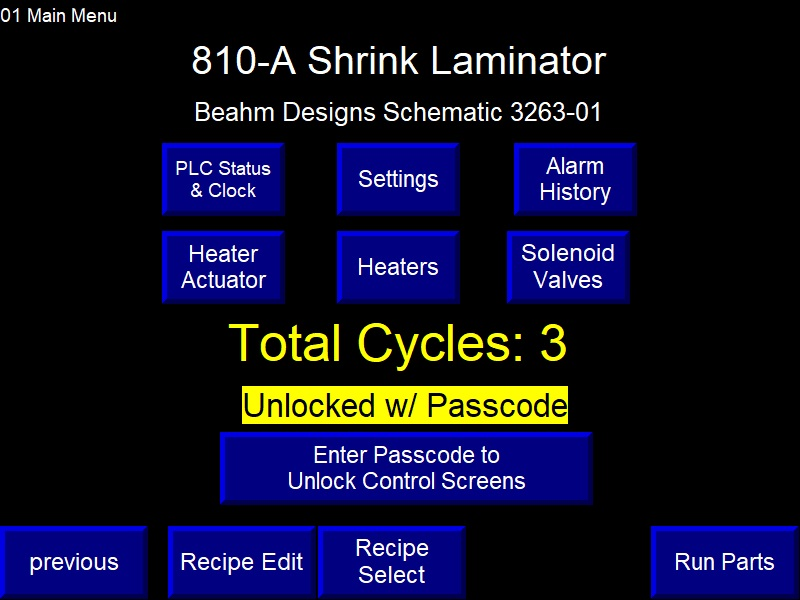 01 Main Menu
810-A Shrink Laminator
Beahm Designs Schematic 3263-01
PLC Status
& Clock
Settings
Alarm
History
Heater
Actuator
Heaters
Solenoid
Valves
Total Cycles: 3
Unlocked w/ Passcode
Enter Passcode to
Unlock Control Screens
previous
Recipe Edit
Recipe
Select
Run Parts